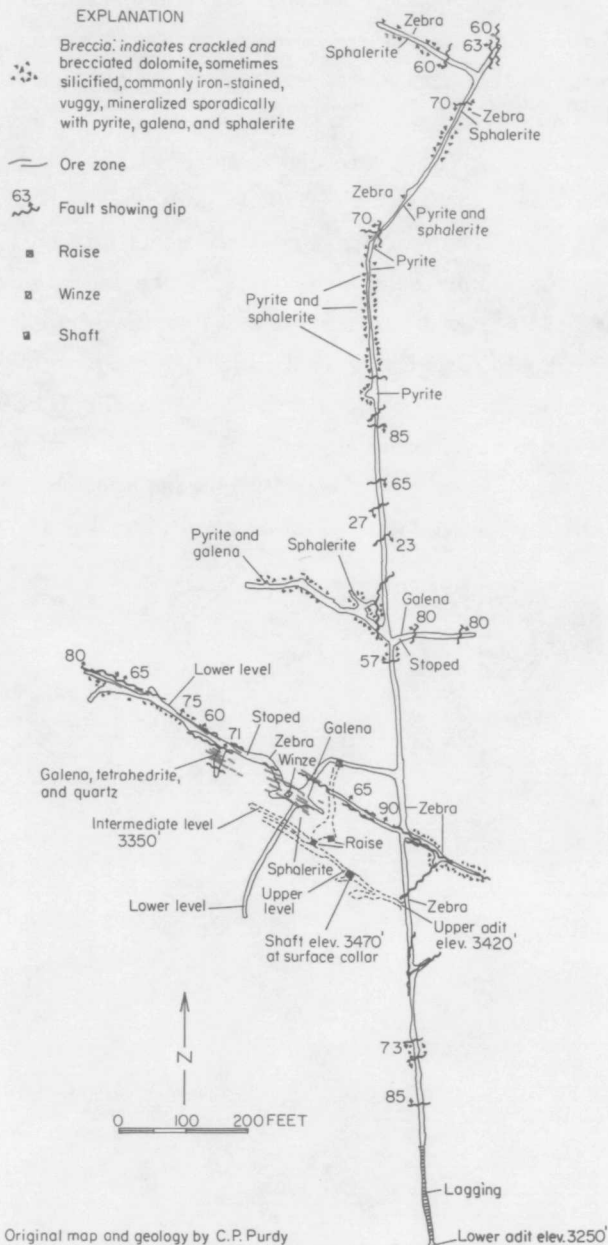 EXPLANATION
Breccia: indicates crackled and
brecciated dolomite, sometimes
silicified, commonly iron-stained,
vuggy, mineralized sporadically
with pyrite, galena, and sphalerite
Ore zone
63
Fault showing dip
Raise
Winze
Shaft
Zebra
Sphalerite
60
60
63
70
Zebra
Sphalerite
Zebra
Pyrite and
sphalerite
70
Pyrite
Pyrite and
sphalerite
Pyrite
85
65
27
23
Pyrite and
galena
Sphalerite
Galena
80
80
Stoped
57
80
65
Lower level
75
60
71
Stoped
Zebra
Winze
Galena
Galena, tetrahedrite,
and quartz
65
90
Zebra
Intermediate level
3350'
Raise
Sphalerite
Lower level
Upper
level
Zebra
Upper adit
elev. 3420'
Shaft elev. 3470'
at surface collar
N
73
85
0 100 200 FEET
Lagging
Original map and geology by C.P. Purdy
Lower adit elev. 3250'